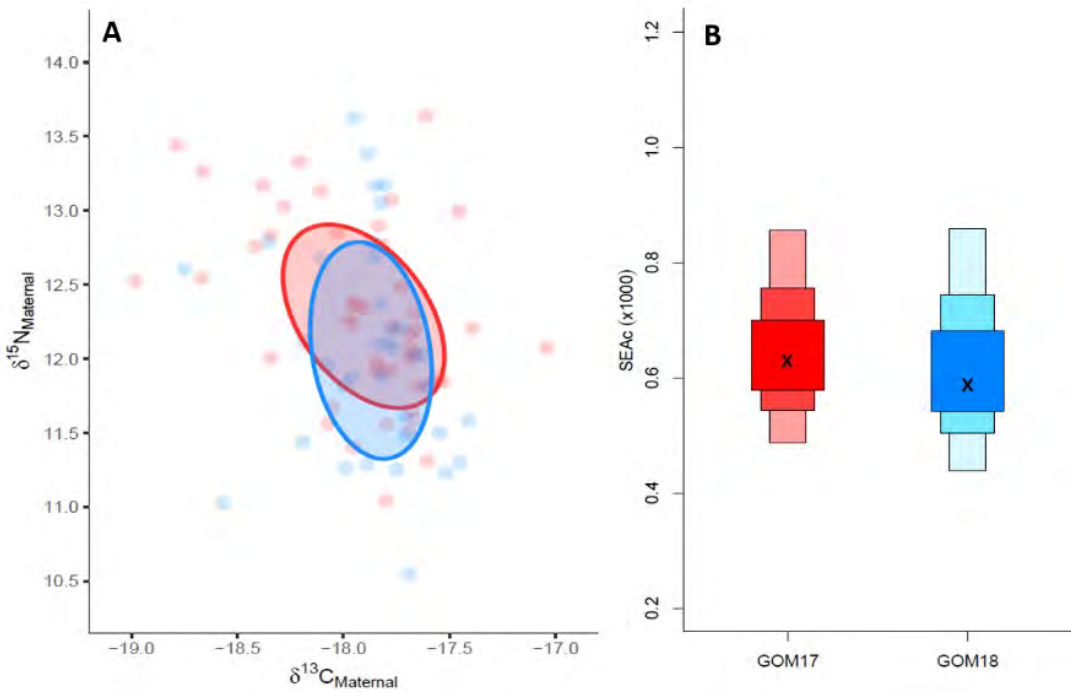 A
14.0
13.5
13.0
12.5
12.0
11.5
11.0
10.5
δ15NMaternal
−19.0 −18.5 −18.0 −17.5 −17.0
δ13CMaternal
B
1.2
1.0
0.8
0.6
0.4
0.2
SEAc (x1000)
x x
GOM17 GOM18